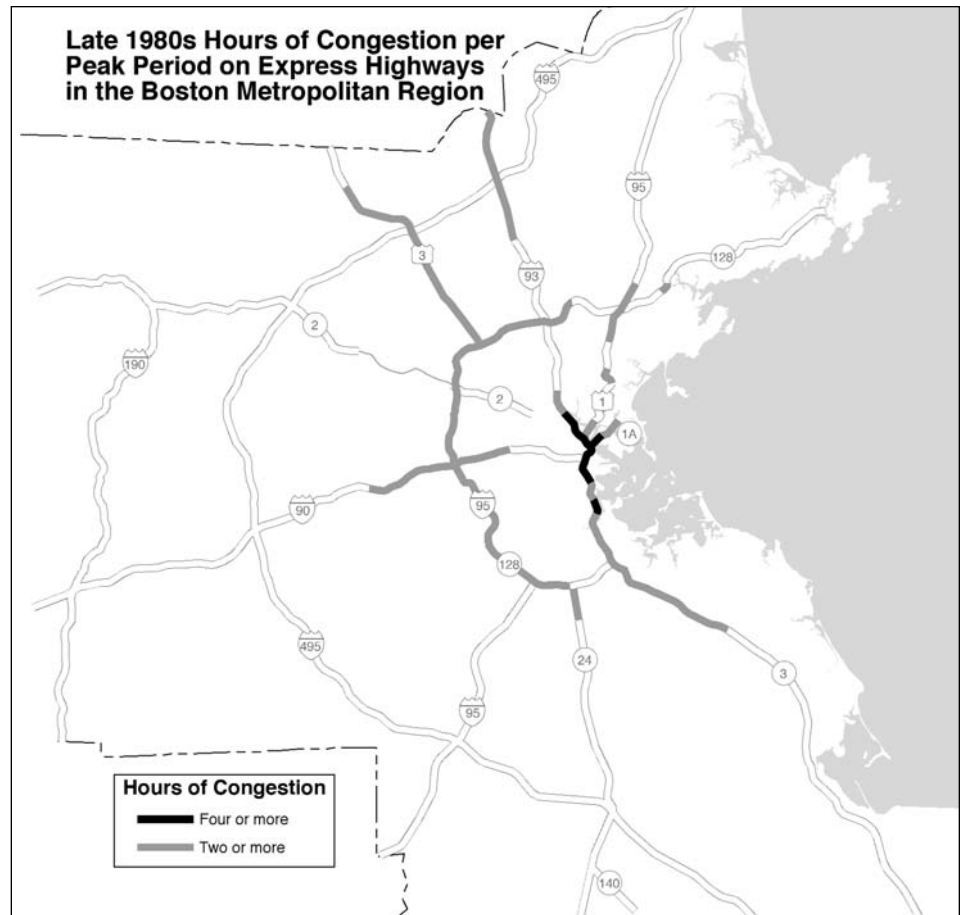 Late 1980s Hours of Congestion per
Peak Period on Express Highways
in the Boston Metropolitan Region
495
95
3
128
93
2
190
2
1
1A
90
95
128
495
24
3
95
Hours of Congestion
Four or more
Two or more
140